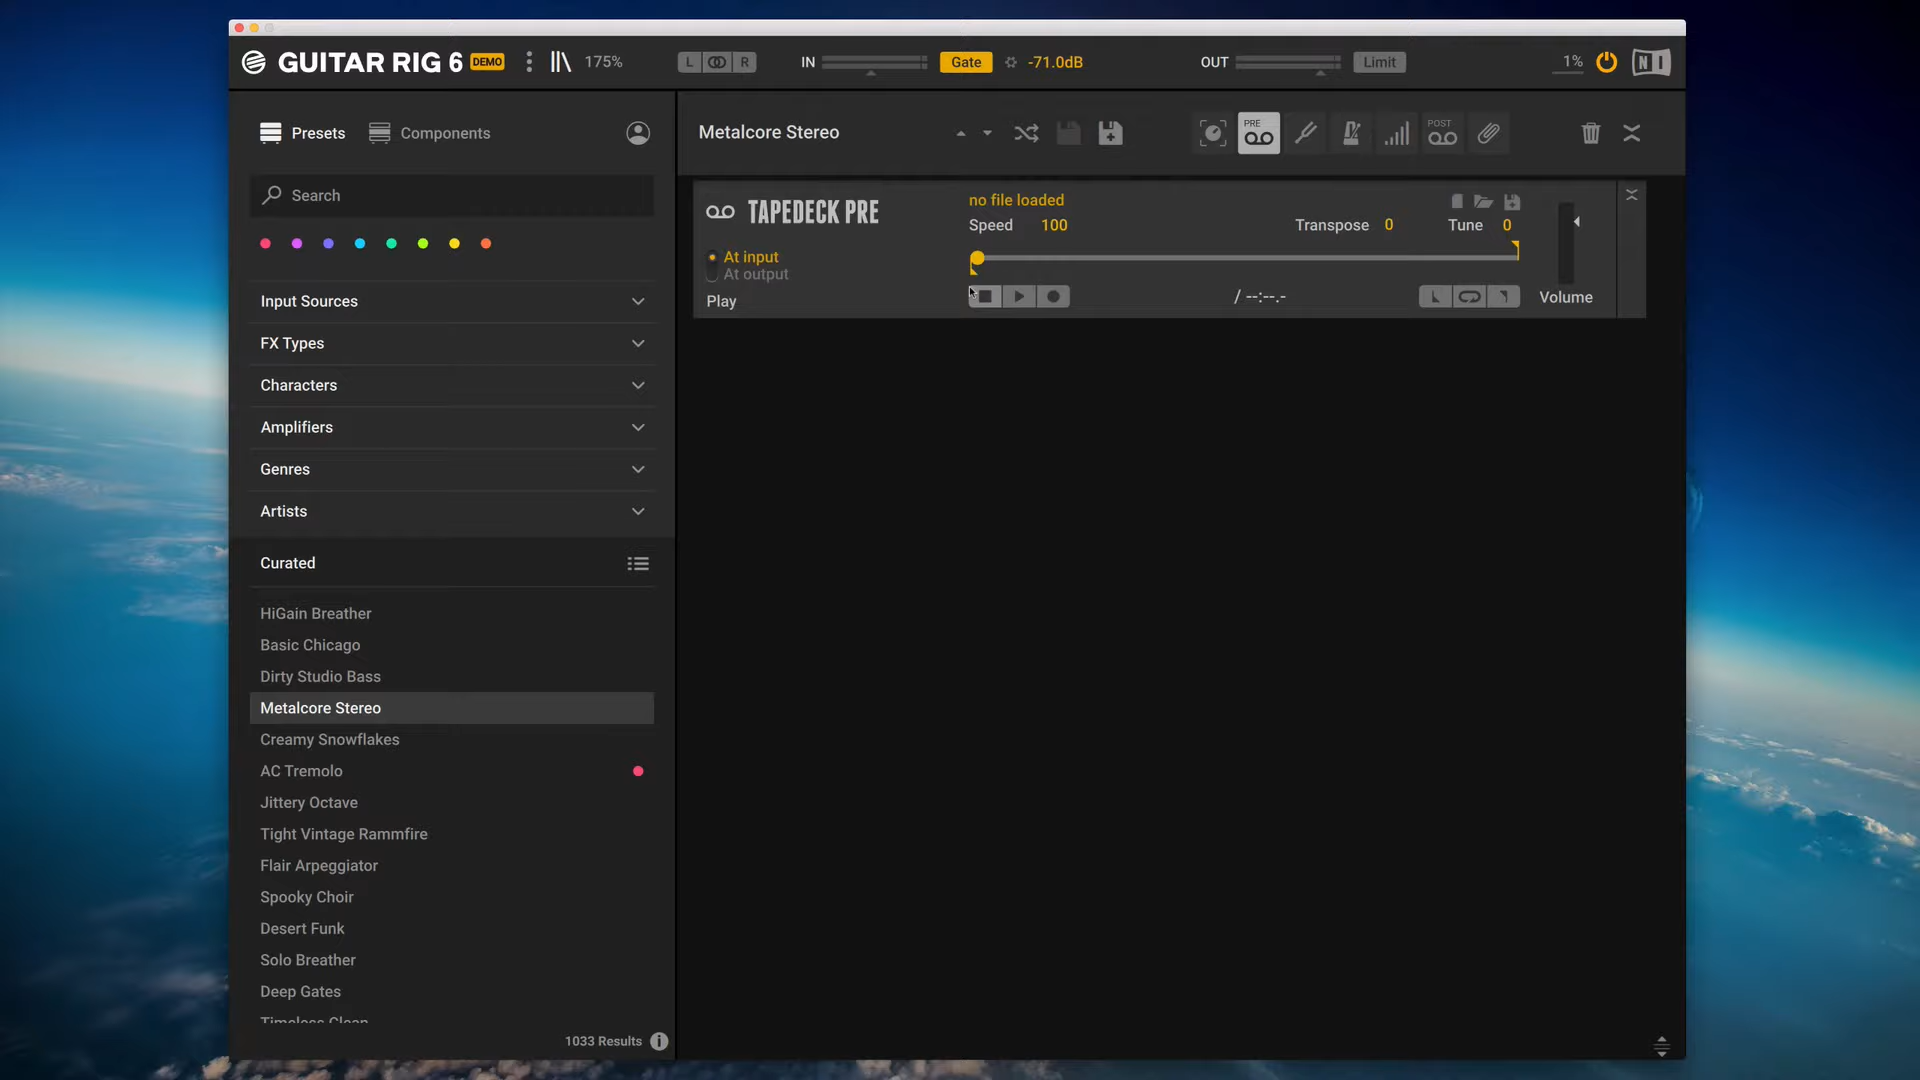 GUITAR RIG 6 DEMO 175% L R IN Gate -71.0dB OUT Limit 1% NI
Presets Components
Search
Input Sources
FX Types
Characters
Amplifiers
Genres
Artists
Curated
HiGain Breather
Basic Chicago
Dirty Studio Bass
Metalcore Stereo
Creamy Snowflakes
AC Tremolo
Jittery Octave
Tight Vintage Rammfire
Flair Arpeggiator
Spooky Choir
Desert Funk
Solo Breather
Deep Gates
Timeless Clean
1033 Results
Metalcore Stereo PRE POST
TAPEDECK PRE
no file loaded
Speed 100 Transpose 0 Tune 0
At input
At output
Play / --:--.- Volume